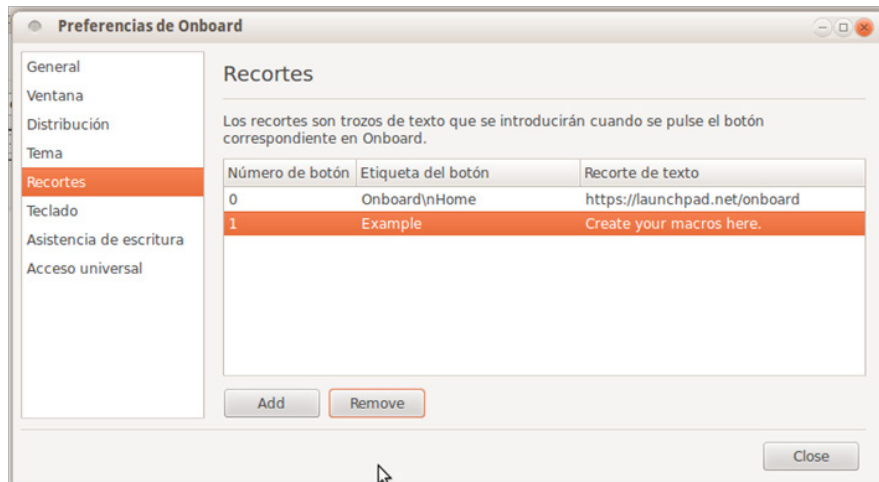 Preferencias de Onboard
General
Ventana
Distribución
Tema
Recortes
Teclado
Asistencia de escritura
Acceso universal
Recortes
Los recortes son trozos de texto que se introducirán cuando se pulse el botón
correspondiente en Onboard.
Número de botón Etiqueta del botón Recorte de texto
0 Onboard\nHome https://launchpad.net/onboard
1 Example Create your macros here.
Add Remove
Close